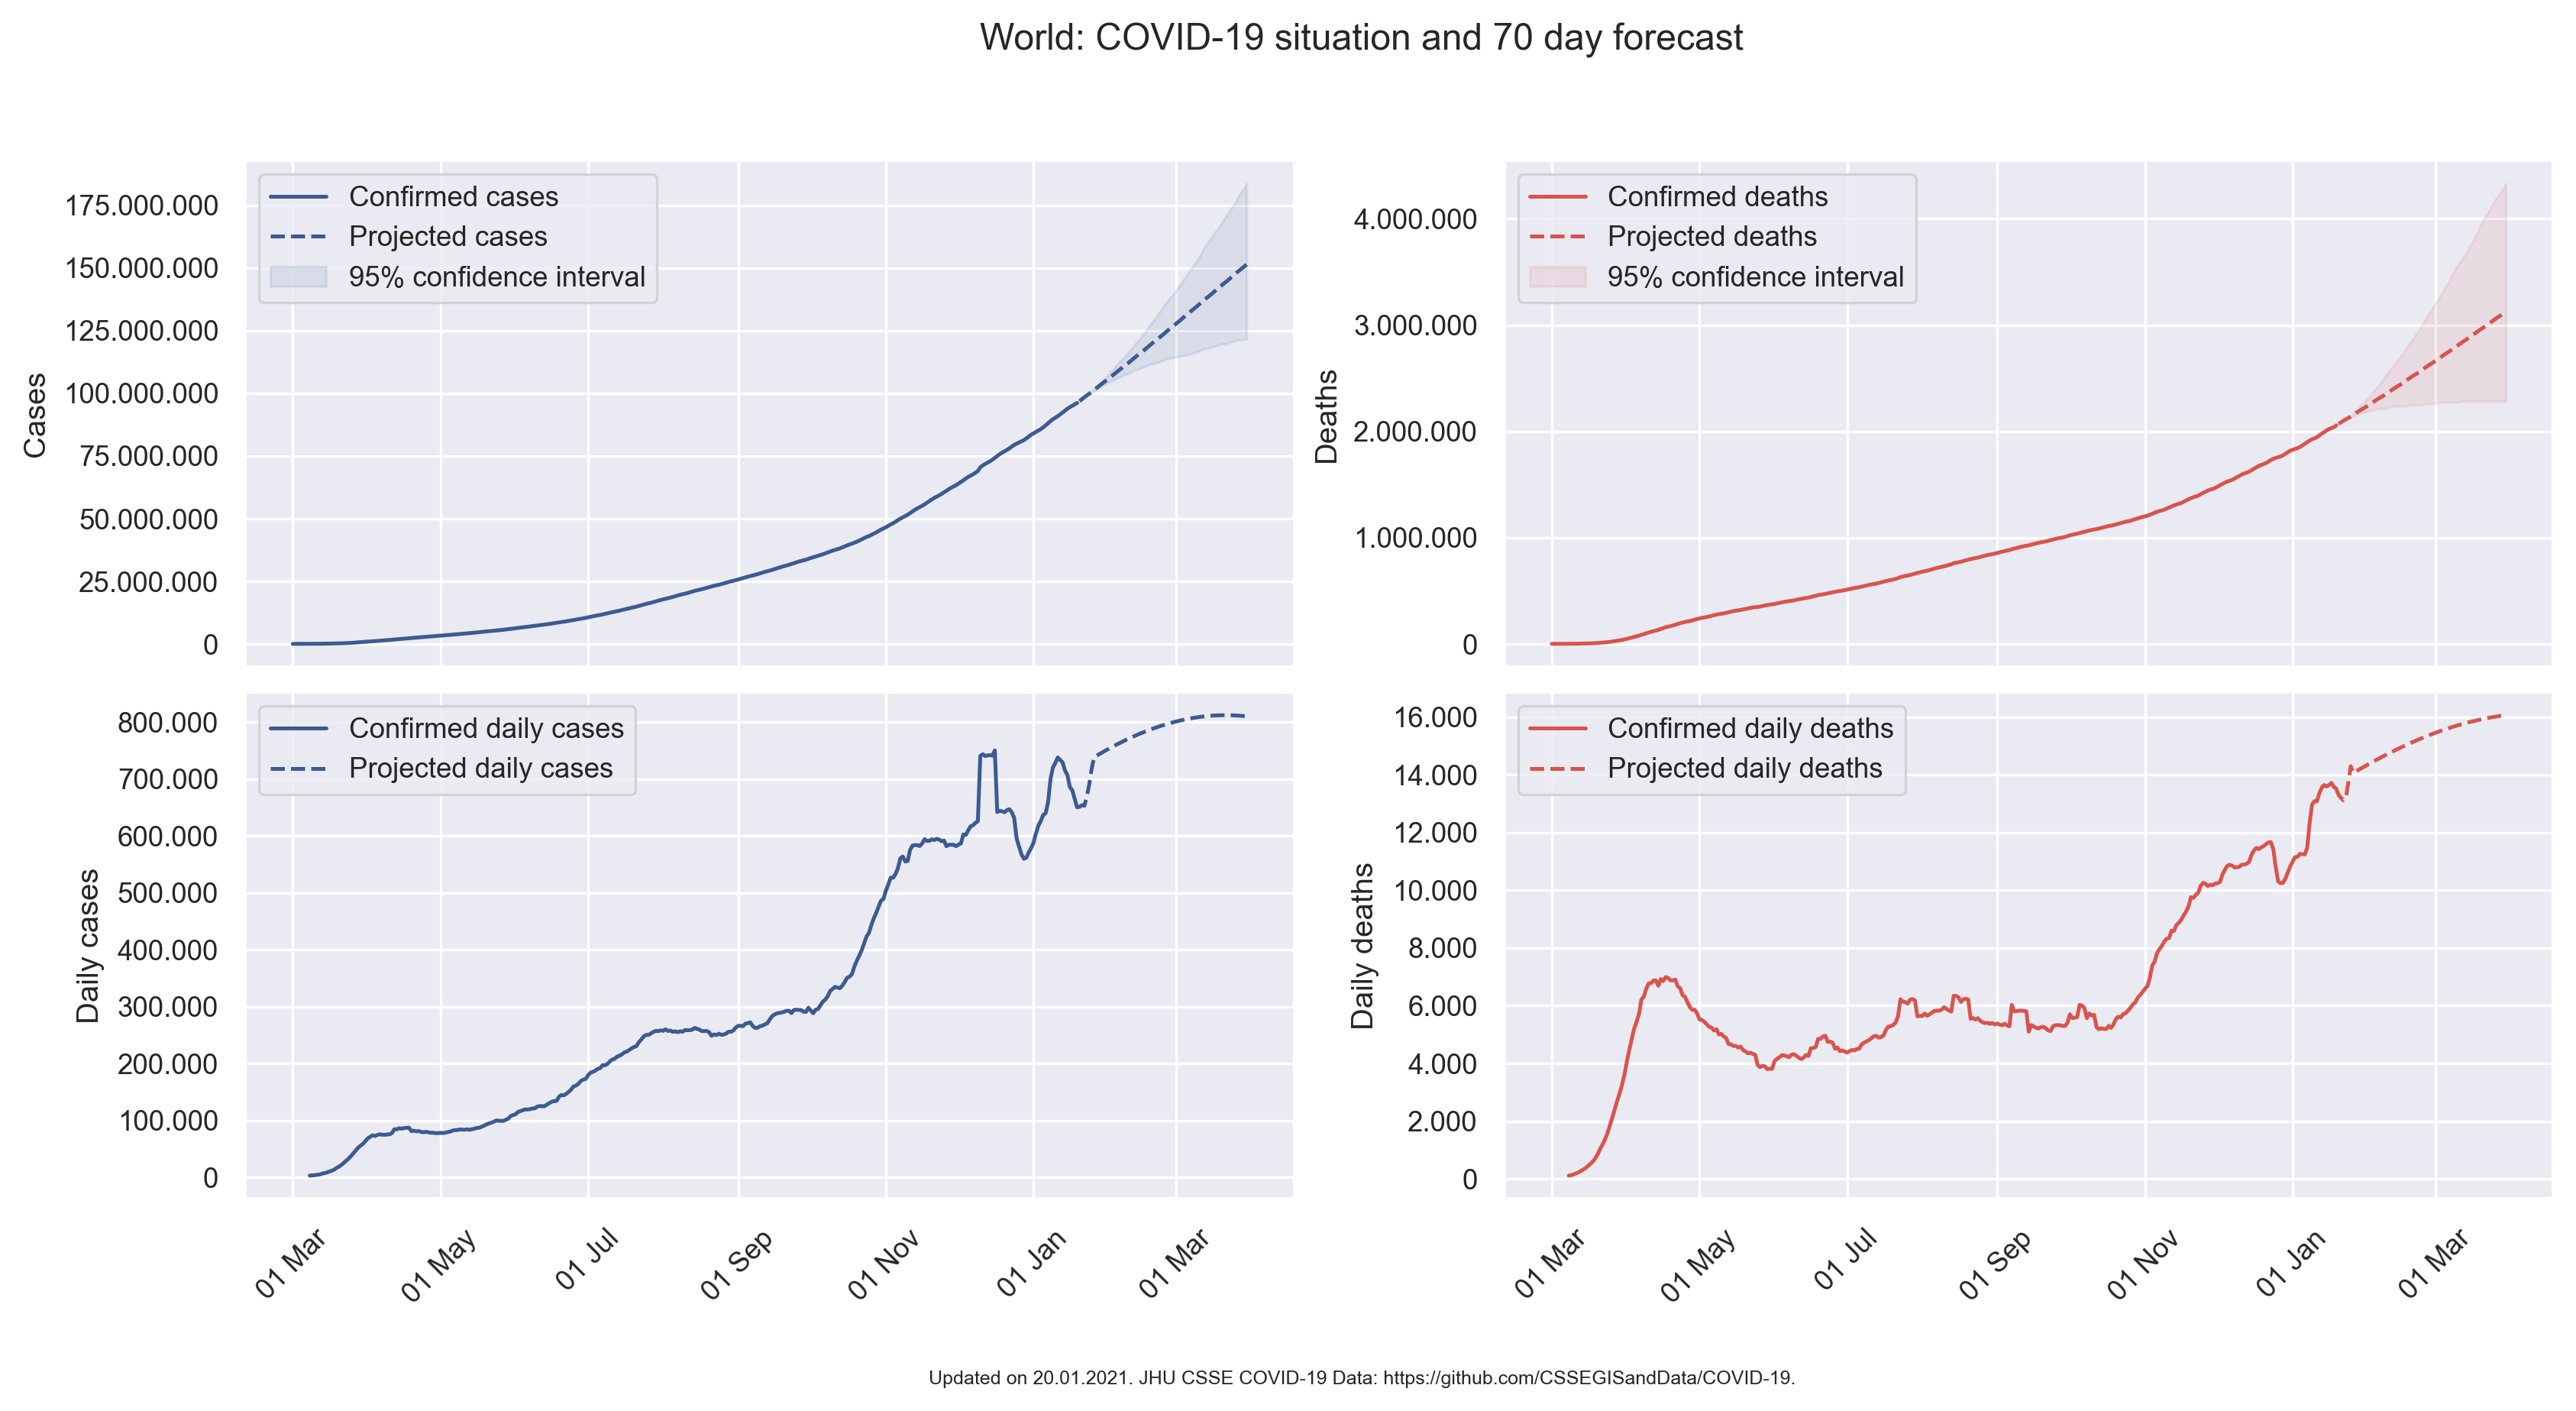 World: COVID-19 situation and 70 day forecast
Cases
175.000.000
150.000.000
125.000.000
100.000.000
75.000.000
50.000.000
25.000.000
0
Confirmed cases
Projected cases
95% confidence interval
Deaths
4.000.000
3.000.000
2.000.000
1.000.000
0
Confirmed deaths
Projected deaths
95% confidence interval
Daily cases
800.000
700.000
600.000
500.000
400.000
300.000
200.000
100.000
0
Confirmed daily cases
Projected daily cases
01 Mar
01 May
01 Jul
01 Sep
01 Nov
01 Jan
01 Mar
Daily deaths
16.000
14.000
12.000
10.000
8.000
6.000
4.000
2.000
0
Confirmed daily deaths
Projected daily deaths
01 Mar
01 May
01 Jul
01 Sep
01 Nov
01 Jan
01 Mar
Updated on 20.01.2021. JHU CSSE COVID-19 Data: https://github.com/CSSEGISandData/COVID-19.